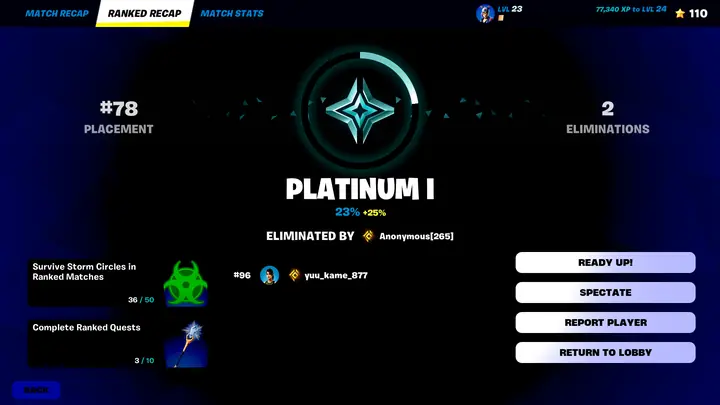 MATCH RECAP
RANKED RECAP
MATCH STATS
LVL 23
77,340 XP to LVL 24
110
#78
PLACEMENT
2
ELIMINATIONS
PLATINUM I
23% +25%
ELIMINATED BY Anonymous[265]
#96 yuu_kame_877
Survive Storm Circles in
Ranked Matches
36 / 50
Complete Ranked Quests
3 / 10
READY UP!
SPECTATE
REPORT PLAYER
RETURN TO LOBBY